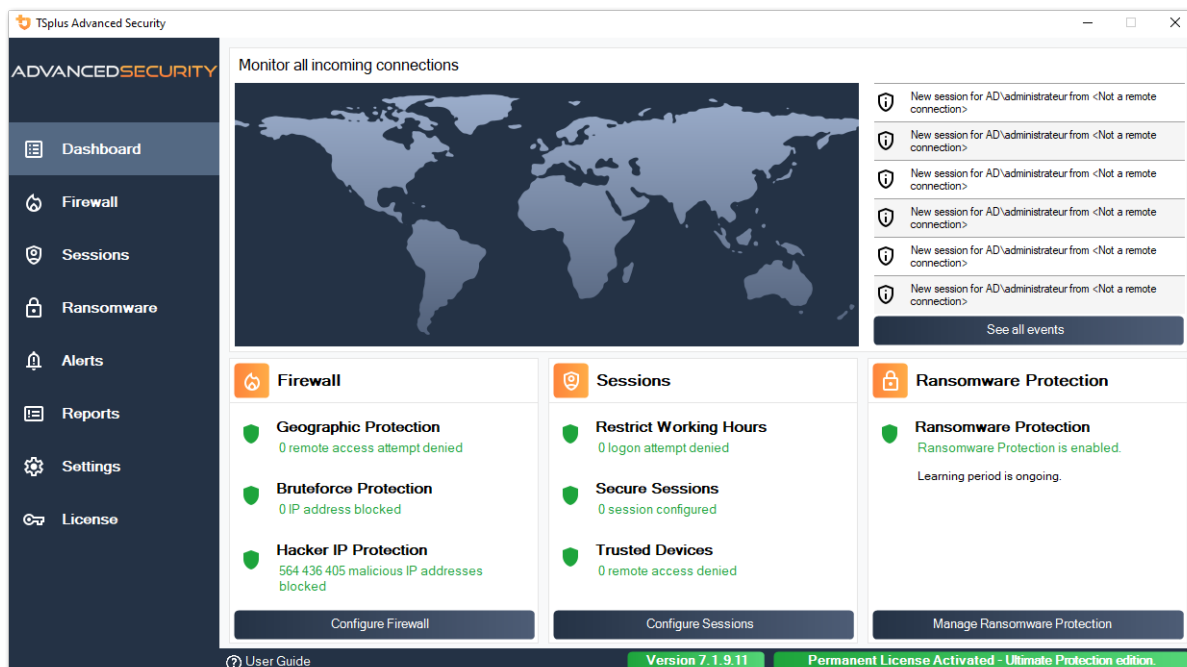 TSplus Advanced Security
ADVANCEDSECURITY
Dashboard
Firewall
Sessions
Ransomware
Alerts
Reports
Settings
License
Monitor all incoming connections
New session for AD\administrateur from <Not a remote
connection>
New session for AD\administrateur from <Not a remote
connection>
New session for AD\administrateur from <Not a remote
connection>
New session for AD\administrateur from <Not a remote
connection>
New session for AD\administrateur from <Not a remote
connection>
New session for AD\administrateur from <Not a remote
connection>
See all events
Firewall
Geographic Protection
0 remote access attempt denied
Bruteforce Protection
0 IP address blocked
Hacker IP Protection
564 436 405 malicious IP addresses
blocked
Configure Firewall
Sessions
Restrict Working Hours
0 logon attempt denied
Secure Sessions
0 session configured
Trusted Devices
0 remote access denied
Configure Sessions
Ransomware Protection
Ransomware Protection
Ransomware Protection is enabled.
Learning period is ongoing.
Manage Ransomware Protection
User Guide
Version 7.1.9.11
Permanent License Activated - Ultimate Protection edition.